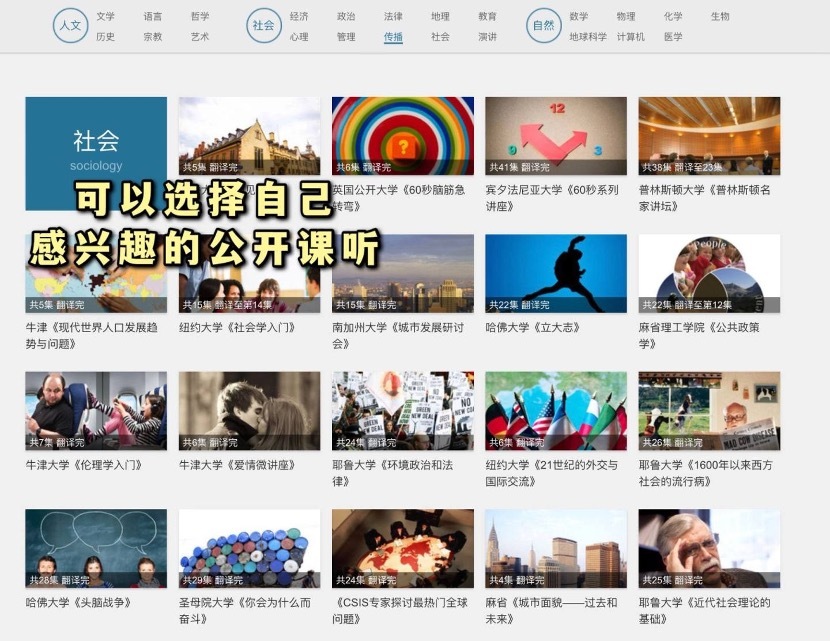 人文
文学 语言 哲学
历史 宗教 艺术
社会
经济 政治 法律 地理 教育
心理 管理 传播 社会 演讲
自然
数学 物理 化学 生物
地球科学 计算机 医学
社会
sociology
共5集 翻译完
共6集 翻译完
12
9
3
共41集 翻译完
共38集 翻译至23集
可以选择自己
感兴趣的公开课听
英国公开大学《60秒脑筋急
转弯》
宾夕法尼亚大学《60秒系列
讲座》
普林斯顿大学《普林斯顿名
家讲坛》
共5集 翻译完
共15集 翻译至第14集
共15集 翻译完
共22集 翻译完
People
共22集 翻译至第12集
牛津《现代世界人口发展趋
势与问题》
纽约大学《社会学入门》
南加州大学《城市发展研讨
会》
哈佛大学《立大志》
麻省理工学院《公共政策
学》
共7集 翻译完
共6集 翻译完
GREEN NEW DEAL
共24集 翻译完
共6集 翻译完
MAD COW DISEASE
共26集 翻译完
牛津大学《伦理学入门》
牛津大学《爱情微讲座》
耶鲁大学《环境政治和法
律》
纽约大学《21世纪的外交与
国际交流》
耶鲁大学《1600年以来西方
社会的流行病》
共28集 翻译完
共29集 翻译完
共24集 翻译完
共4集 翻译完
共25集 翻译完
哈佛大学《头脑战争》
圣母院大学《你会为什么而
奋斗》
《CSIS专家探讨最热门全球
问题》
麻省《城市面貌——过去和
未来》
耶鲁大学《近代社会理论的
基础》